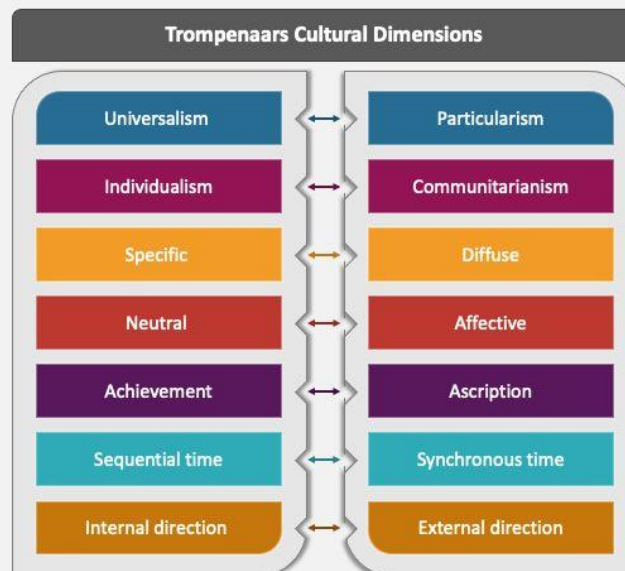 Trompenaars Cultural Dimensions
Universalism
Particularism
Individualism
Communitarianism
Specific
Diffuse
Neutral
Affective
Achievement
Ascription
Sequential time
Synchronous time
Internal direction
External direction